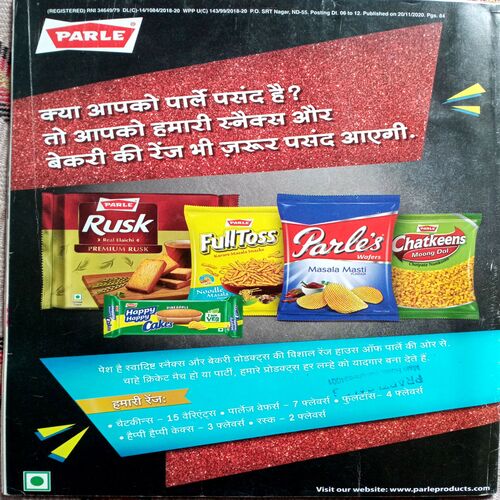 (REGISTERED) RNI 34649/79 DL(C)-14/1084/2018-20 WPP U(C) 143/99/2018-20 P.O. SRT Nagar, ND-55. Posting Dt. 06 to 12. Published on 20/11/2020. Pgs. 84
PARLE
क्या आपको पार्ले पसंद है?
तो आपको हमारी स्नैक्स और
बेकरी की रेंज भी ज़रूर पसंद आएगी.
PARLE
Rusk
Real Elaichi
PREMIUM RUSK
PARLE
FullToss
Noodle
Masala
Parle's
Wafers
Masala Masti
PARLE
Chatkeens
Moong Dal
Happy
Happy
Cakes
PINEAPPLE
पेश है स्वादिष्ट स्नैक्स और बेकरी प्रोडक्ट्स की विशाल रेंज हाउस ऑफ पार्ले की ओर से.
चाहे क्रिकेट मैच हो या पार्टी, हमारे प्रोडक्ट्स हर लम्हे को यादगार बना देते हैं.
हमारी रेंज:
• चैटकीन्स – 15 वैरिएंट्स • पार्लेज वेफर्स – 7 फ्लेवर्स • फुलटॉस – 4 फ्लेवर्स
• हैप्पी हैप्पी केक्स – 3 फ्लेवर्स • रस्क – 2 फ्लेवर्स
Visit our website: www.parleproducts.com